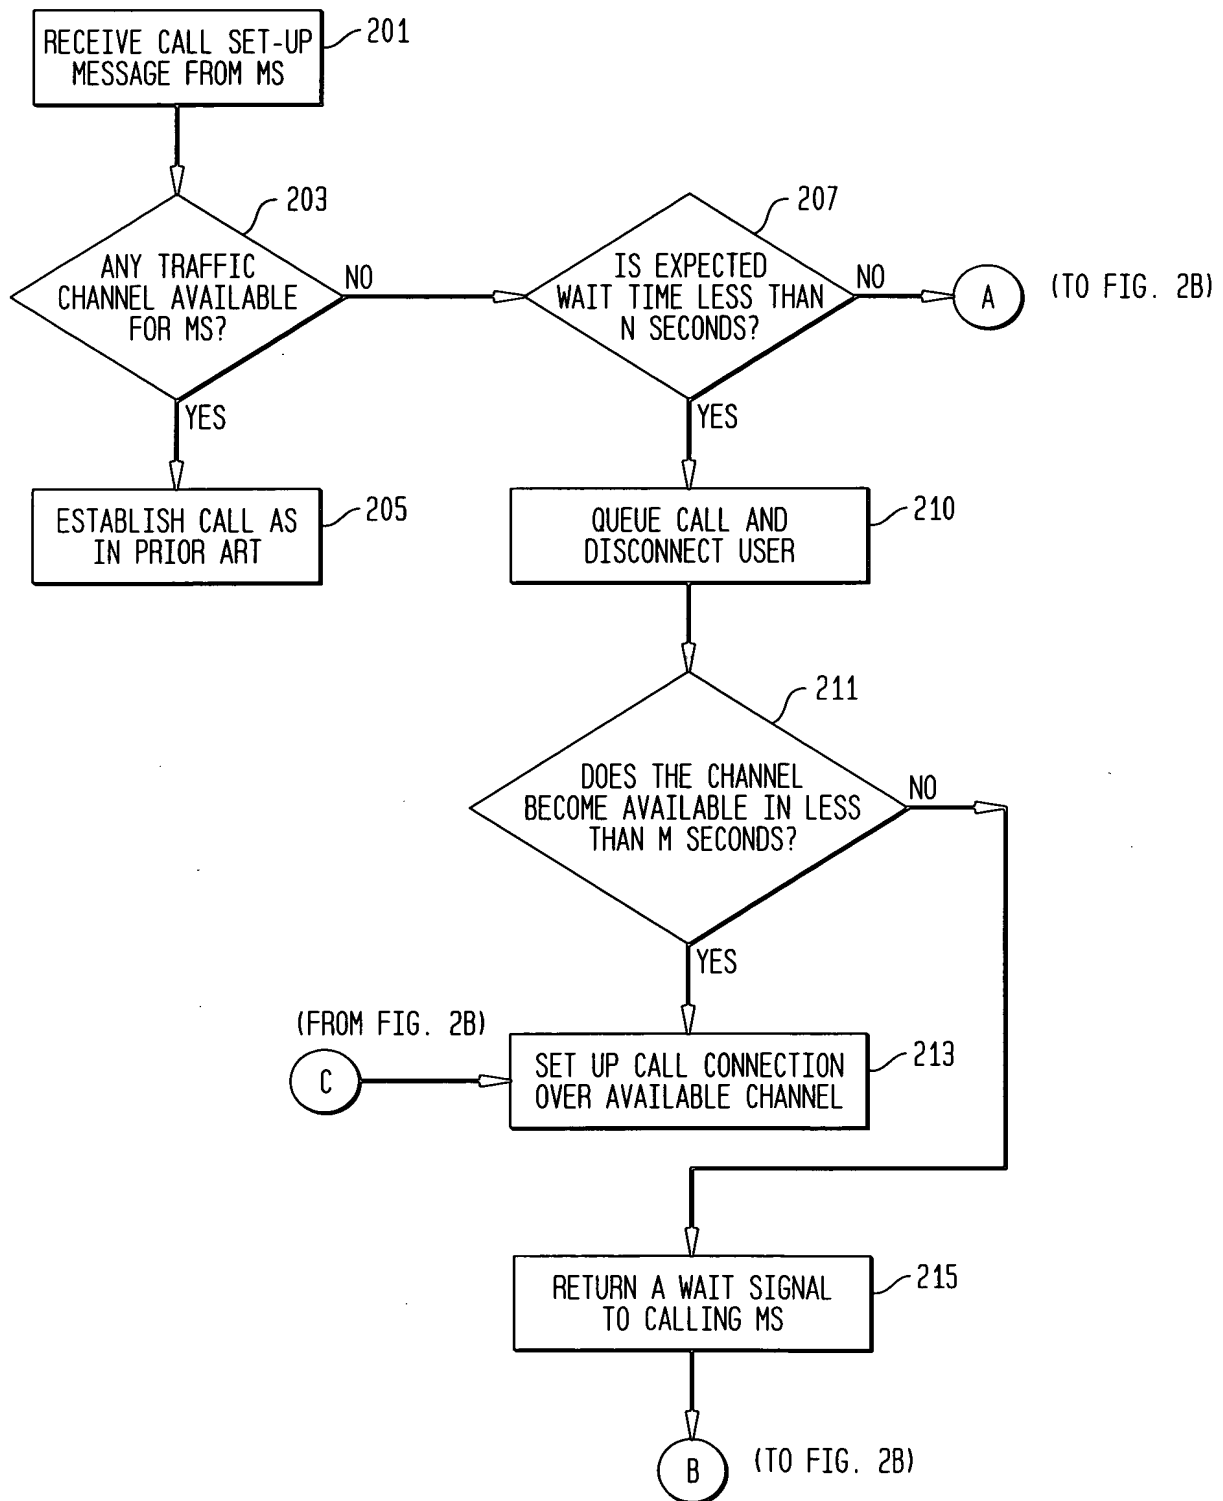 RECEIVE CALL SET-UP
MESSAGE FROM MS
201
203
ANY TRAFFIC
CHANNEL AVAILABLE
FOR MS?
NO
YES
207
IS EXPECTED
WAIT TIME LESS THAN
N SECONDS?
NO
A
(TO FIG. 2B)
YES
ESTABLISH CALL AS
IN PRIOR ART
205
QUEUE CALL AND
DISCONNECT USER
210
211
DOES THE CHANNEL
BECOME AVAILABLE IN LESS
THAN M SECONDS?
NO
YES
(FROM FIG. 2B)
C
SET UP CALL CONNECTION
OVER AVAILABLE CHANNEL
213
RETURN A WAIT SIGNAL
TO CALLING MS
215
B
(TO FIG. 2B)